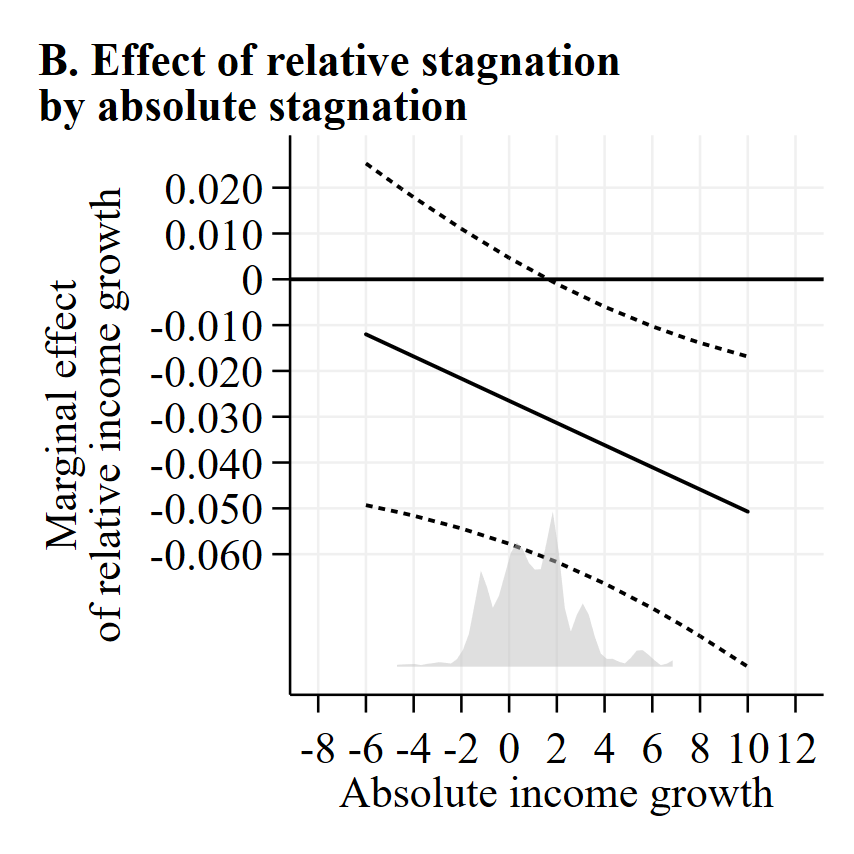 B. Effect of relative stagnation
by absolute stagnation
Marginal effect
of relative income growth
0.020
0.010
0
-0.010
-0.020
-0.030
-0.040
-0.050
-0.060
-8 -6 -4 -2 0 2 4 6 8 10 12
Absolute income growth